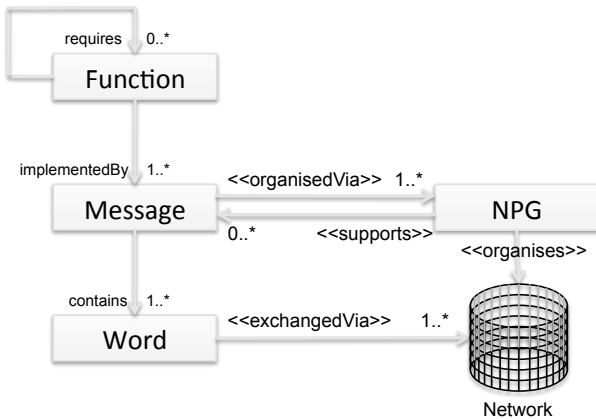 requires 0..*
Function
implementedBy 1..*
<<organisedVia>> 1..*
Message
NPG
0..* <<supports>>
<<organises>>
contains 1..*
<<exchangedVia>> 1..*
Word
Network